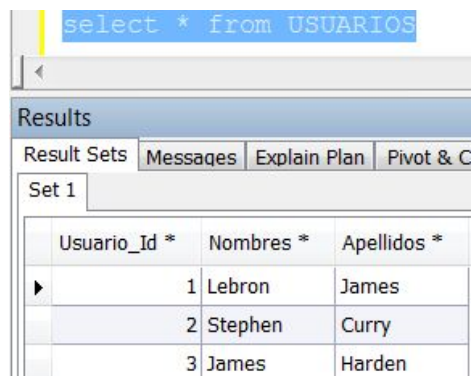 select * from USUARIOS
Results
Result Sets Messages Explain Plan Pivot & C
Set 1
Usuario_Id * Nombres * Apellidos *
1 Lebron James
2 Stephen Curry
3 James Harden